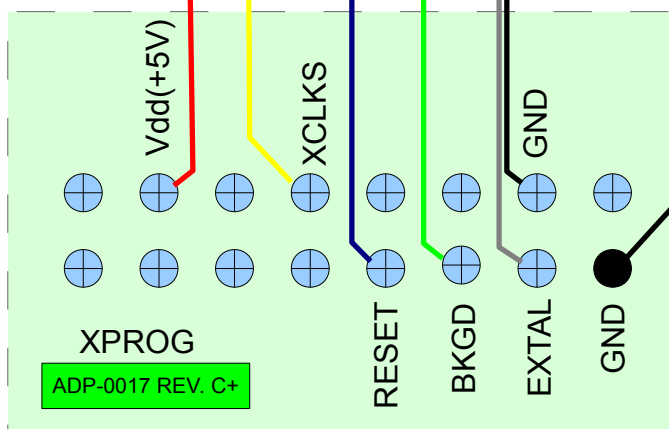 Vdd(+5V)
XCLKS
GND
RESET
BKGD
EXTAL
GND
XPROG
ADP-0017 REV. C+